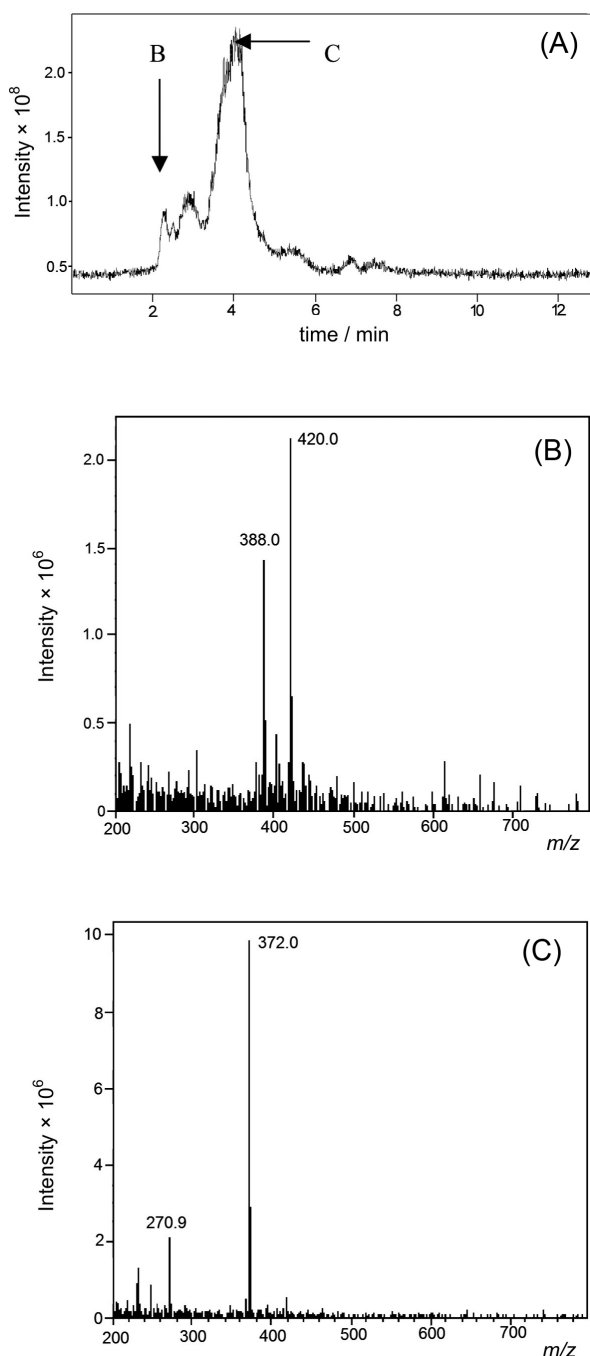 (A)
B
C
Intensity × 10⁸
2.0
1.5
1.0
0.5
2 4 6 8 10 12
time / min
(B)
420.0
388.0
Intensity × 10⁶
2.0
1.5
1.0
0.5
0
200 300 400 500 600 700
m/z
(C)
372.0
270.9
Intensity × 10⁶
10
8
6
4
2
0
200 300 400 500 600 700
m/z